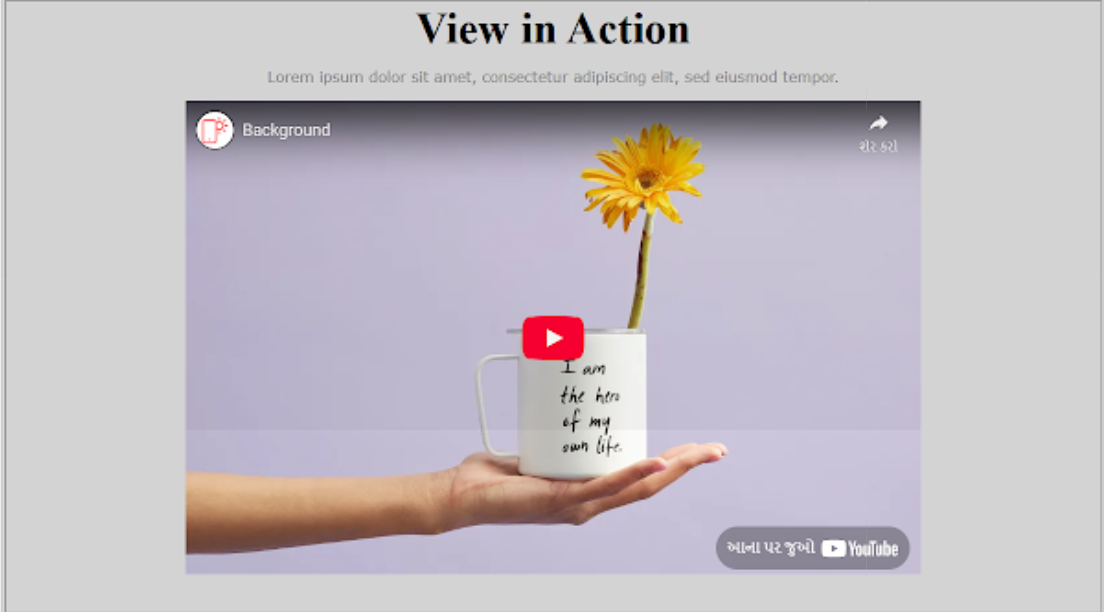 View in Action
Lorem ipsum dolor sit amet, consectetur adipiscing elit, sed eiusmod tempor.
Background
શેર કરો
I am
the hero
of my
own life.
આના પર જુઓ YouTube